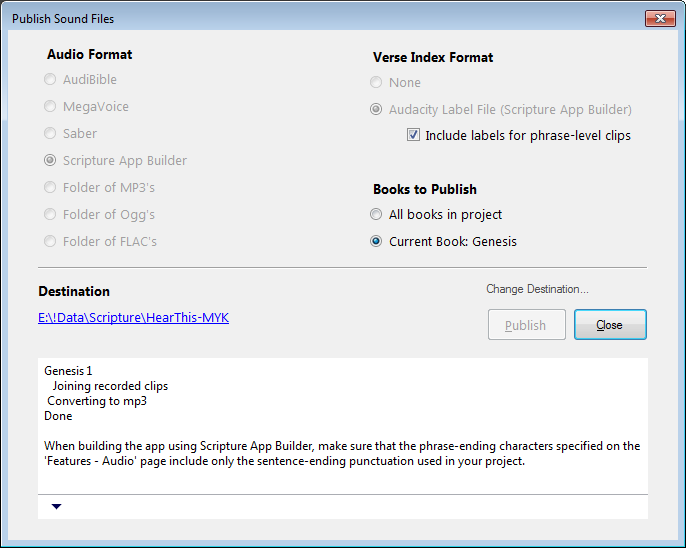 Publish Sound Files
Audio Format
AudiBible
MegaVoice
Saber
Scripture App Builder
Folder of MP3's
Folder of Ogg's
Folder of FLAC's
Verse Index Format
None
Audacity Label File (Scripture App Builder)
Include labels for phrase-level clips
Books to Publish
All books in project
Current Book: Genesis
Destination
Change Destination...
E:\!Data\Scripture\HearThis-MYK
Publish
Close
Genesis 1
Joining recorded clips
Converting to mp3
Done
When building the app using Scripture App Builder, make sure that the phrase-ending characters specified on the
'Features - Audio' page include only the sentence-ending punctuation used in your project.